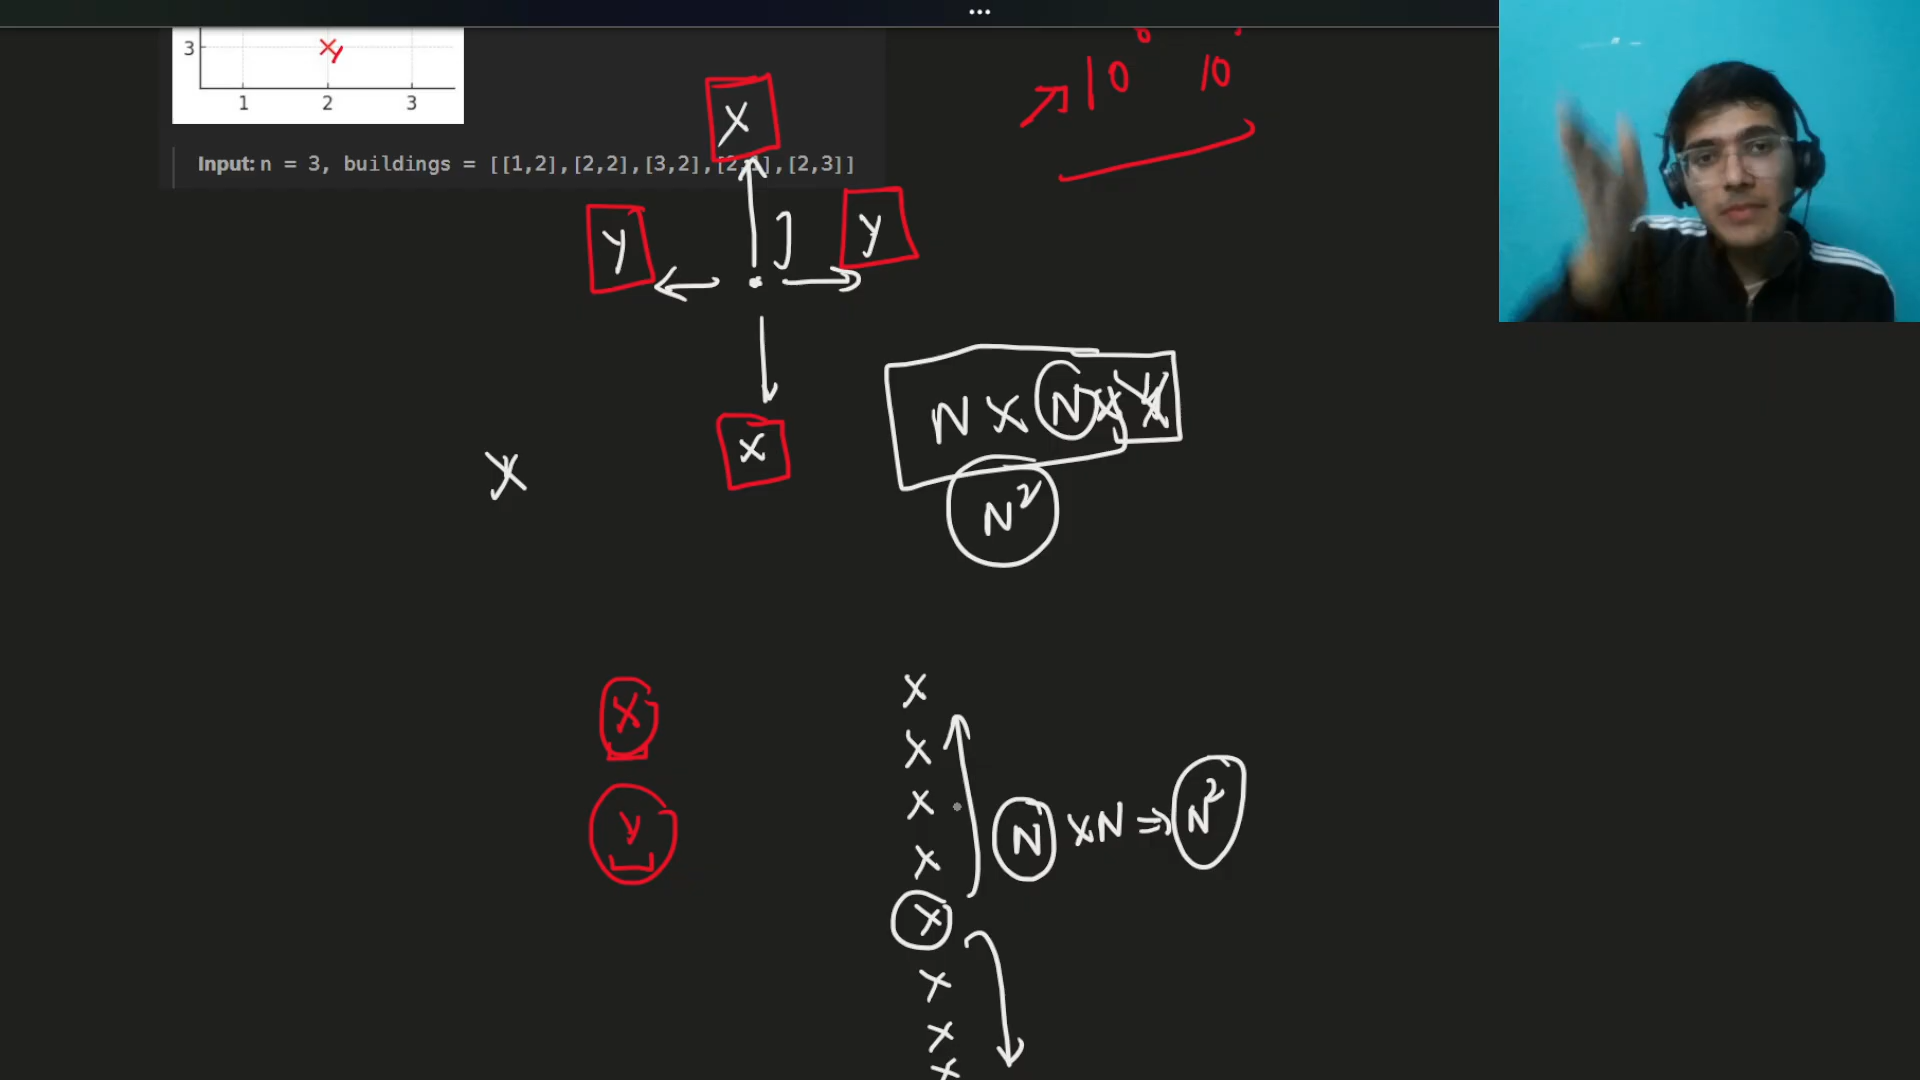 ...
3
y
1 2 3
Input: n = 3, buildings = [[1,2],[2,2],[3,2],[2,1],[2,3]]
10 10
X
y
y
x
N X N
N²
X
y
x
x
x
x
x
x
x
x
N X N ⇒ N²